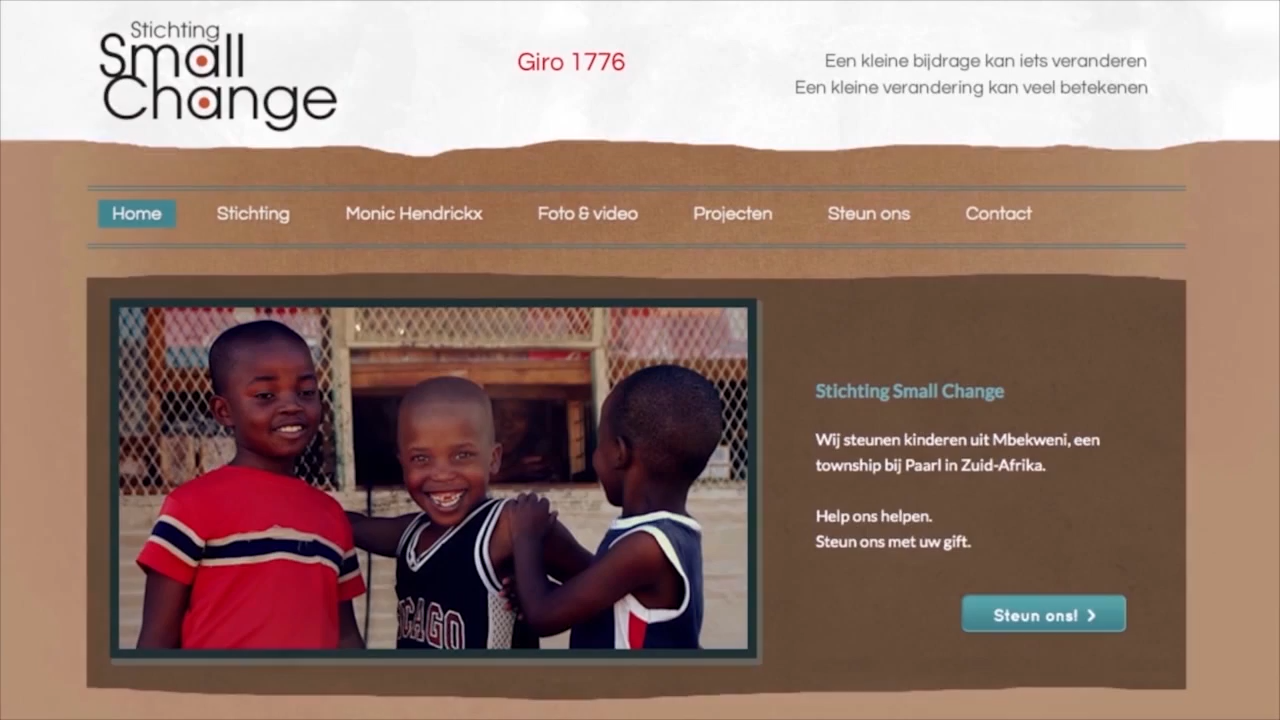 Stichting
Small
Change
Giro 1776
Een kleine bijdrage kan iets veranderen
Een kleine verandering kan veel betekenen
Home
Stichting
Monic Hendrickx
Foto & video
Projecten
Steun ons
Contact
CAGO
Stichting Small Change
Wij steunen kinderen uit Mbekweni, een
township bij Paarl in Zuid-Afrika.
Help ons helpen.
Steun ons met uw gift.
Steun ons!